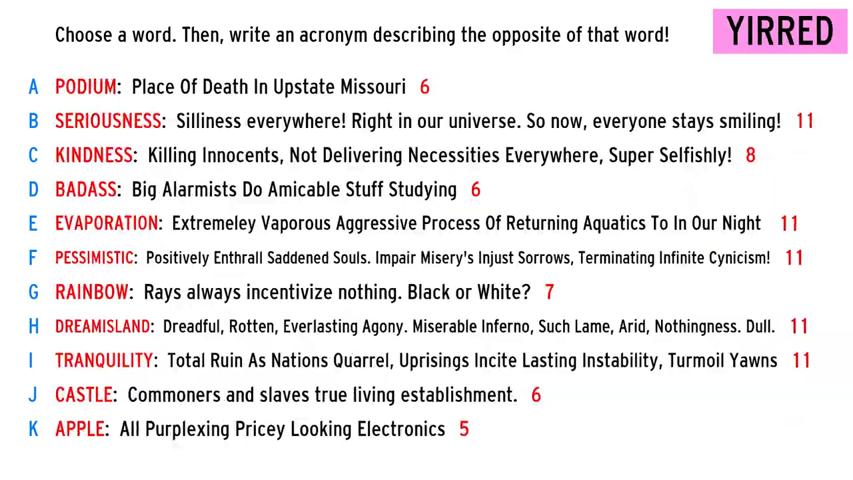 Choose a word. Then, write an acronym describing the opposite of that word!
YIRRED
A PODIUM: Place Of Death In Upstate Missouri 6
B SERIOUSNESS: Silliness everywhere! Right in our universe. So now, everyone stays smiling! 11
C KINDNESS: Killing Innocents, Not Delivering Necessities Everywhere, Super Selfishly! 8
D BADASS: Big Alarmists Do Amicable Stuff Studying 6
E EVAPORATION: Extremeley Vaporous Aggressive Process Of Returning Aquatics To In Our Night 11
F PESSIMISTIC: Positively Enthrall Saddened Souls. Impair Misery's Injust Sorrows, Terminating Infinite Cynicism! 11
G RAINBOW: Rays always incentivize nothing. Black or White? 7
H DREAMISLAND: Dreadful, Rotten, Everlasting Agony. Miserable Inferno, Such Lame, Arid, Nothingness. Dull. 11
I TRANQUILITY: Total Ruin As Nations Quarrel, Uprisings Incite Lasting Instability, Turmoil Yawns 11
J CASTLE: Commoners and slaves true living establishment. 6
K APPLE: All Purplexing Pricey Looking Electronics 5